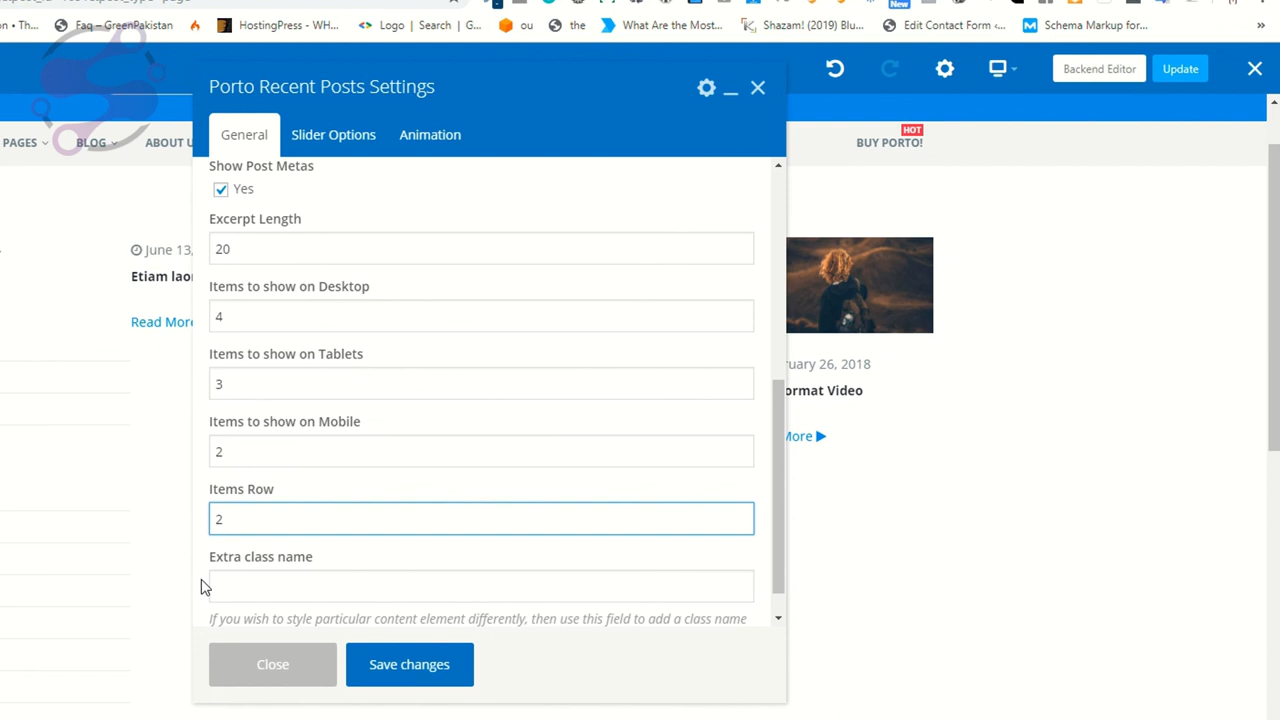 New
on • Th...
Faq – GreenPakistan
HostingPress - WH...
Logo | Search | G...
ou
the
What Are the Most...
Shazam! (2019) Blu...
Edit Contact Form ‹...
Schema Markup for...
»
Porto Recent Posts Settings
Backend Editor
Update
General
Slider Options
Animation
PAGES
BLOG
ABOUT U
HOT
BUY PORTO!
Show Post Metas
Yes
Excerpt Length
20
June 13,
Etiam laor
Read More
Items to show on Desktop
4
Items to show on Tablets
3
ruary 26, 2018
ormat Video
More
Items to show on Mobile
2
Items Row
2
Extra class name
If you wish to style particular content element differently, then use this field to add a class name
Close
Save changes